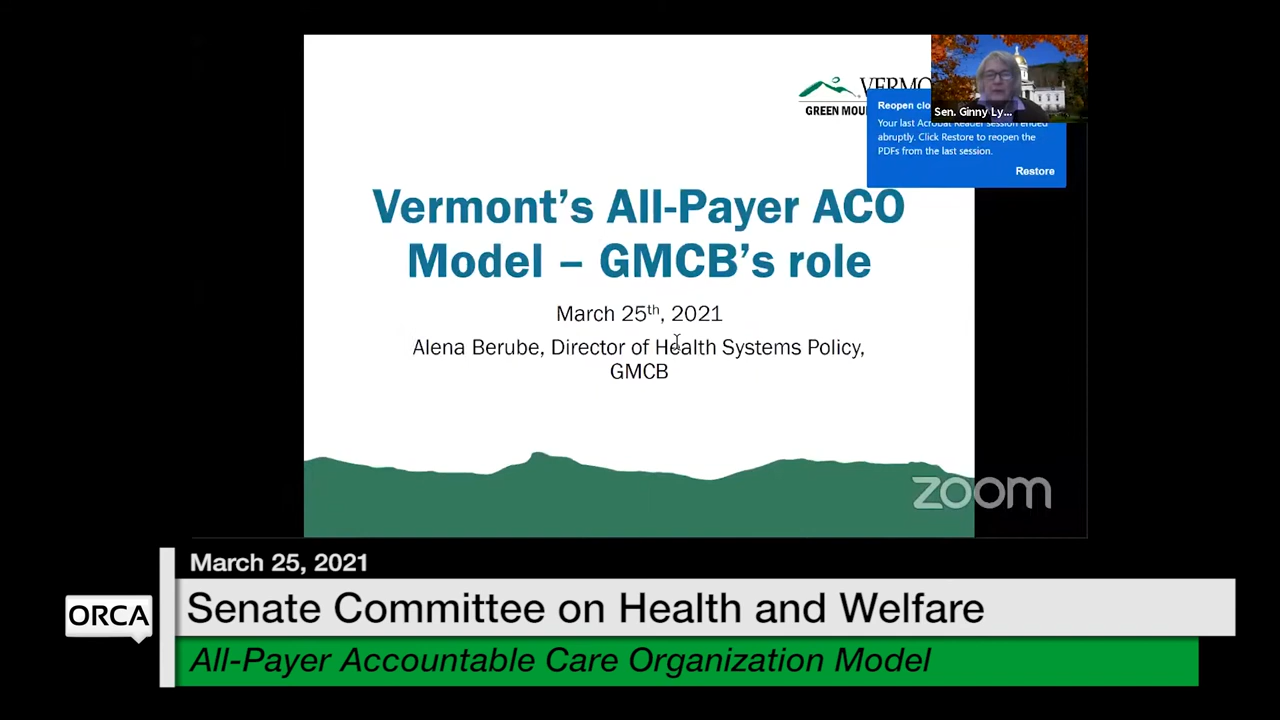 VERMO
GREEN MOU
Sen. Ginny Ly...
Reopen clo
Your last Acrobat Reader session ended
abruptly. Click Restore to reopen the
PDFs from the last session.
Restore
Vermont's All-Payer ACO
Model – GMCB's role
March 25th, 2021
Alena Berube, Director of Health Systems Policy,
GMCB
zoom
March 25, 2021
ORCA
Senate Committee on Health and Welfare
All-Payer Accountable Care Organization Model